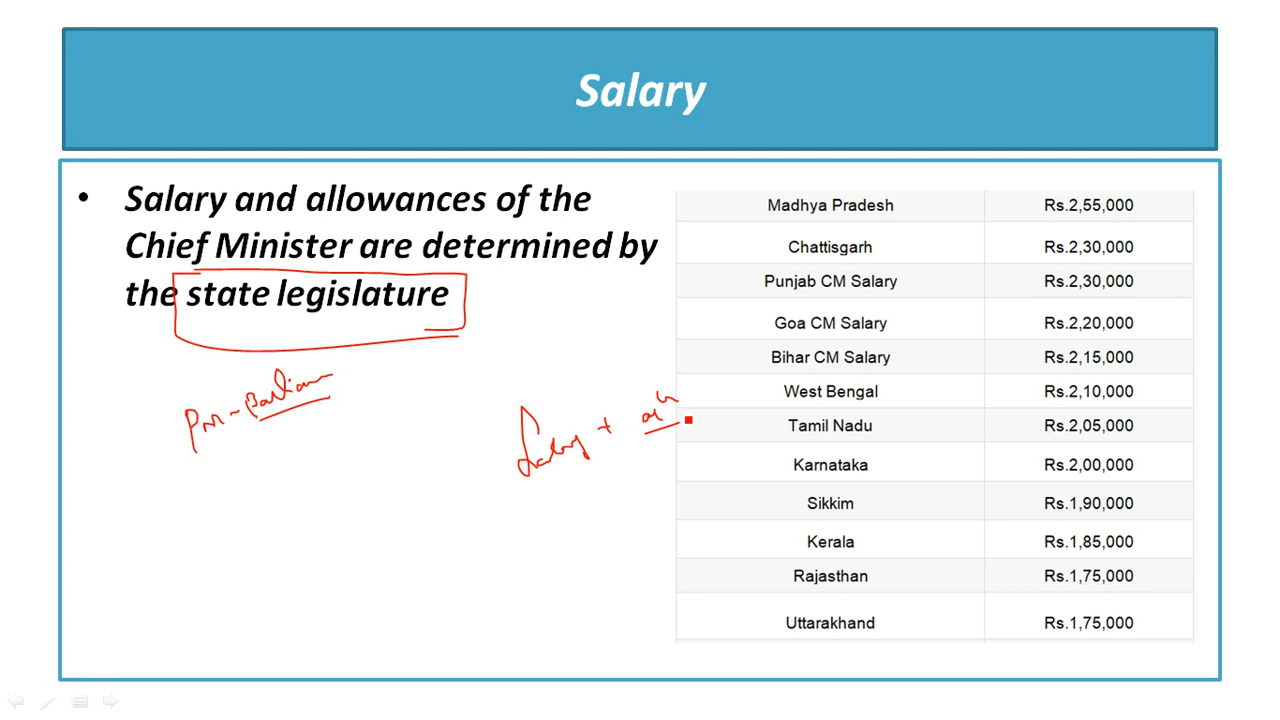 Salary
• Salary and allowances of the
Chief Minister are determined by
the state legislature
Madhya Pradesh Rs.2,55,000
Chattisgarh Rs.2,30,000
Punjab CM Salary Rs.2,30,000
Goa CM Salary Rs.2,20,000
Bihar CM Salary Rs.2,15,000
West Bengal Rs.2,10,000
Tamil Nadu Rs.2,05,000
Karnataka Rs.2,00,000
Sikkim Rs.1,90,000
Kerala Rs.1,85,000
Rajasthan Rs.1,75,000
Uttarakhand Rs.1,75,000
PM -
Salary +